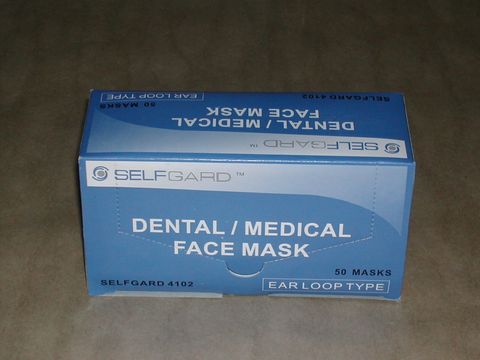 EAR LOOP TYPE
50 MASKS
SELFGARD 4102
DENTAL / MEDICAL
FACE MASK
SELFGARD™
SELFGARD™
DENTAL / MEDICAL
FACE MASK
50 MASKS
SELFGARD 4102
EAR LOOP TYPE